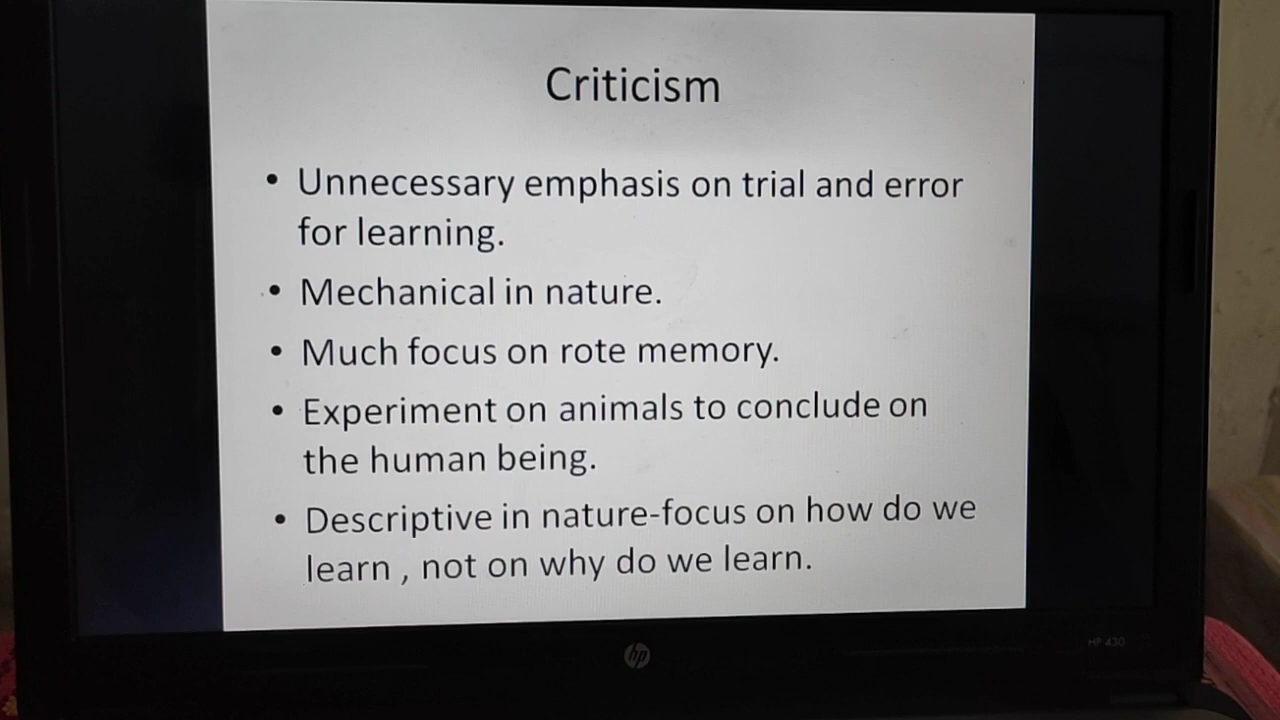 Criticism
• Unnecessary emphasis on trial and error
for learning.
• Mechanical in nature.
• Much focus on rote memory.
• Experiment on animals to conclude on
the human being.
• Descriptive in nature-focus on how do we
learn , not on why do we learn.
hp
HP 430